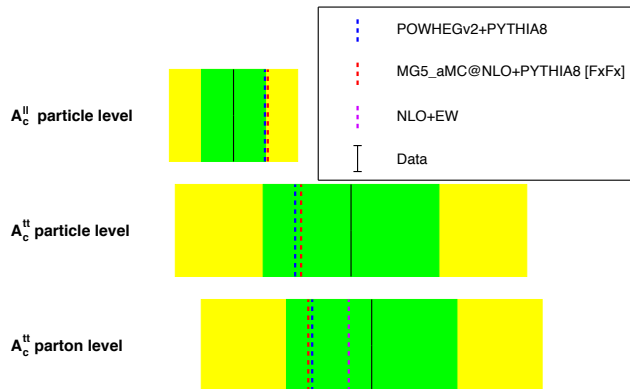 POWHEGv2+PYTHIA8
MG5_aMC@NLO+PYTHIA8 [FxFx]
NLO+EW
Data
A_c^ll particle level
A_c^tt particle level
A_c^tt parton level